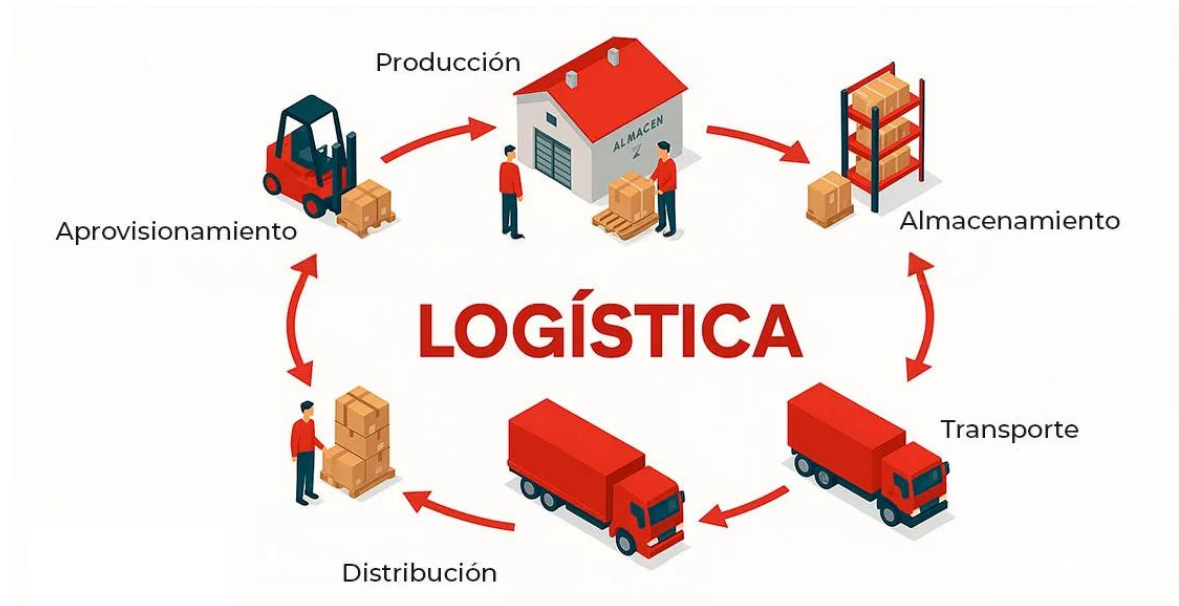 Producción
ALMACEN
Aprovisionamiento
Almacenamiento
LOGÍSTICA
Transporte
Distribución